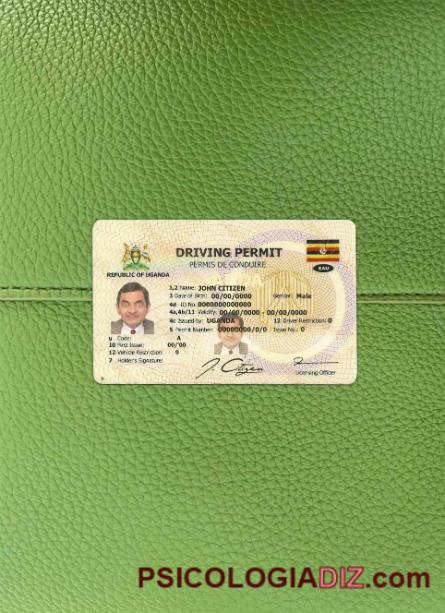 DRIVING PERMIT
PERMIS DE CONDUIRE
REPUBLIC OF UGANDA
EAU
1,2 Name: JOHN CITIZEN
3 Date of Birth: 00/00/0000 Gender: Male
4d ID No. 0000000000000
4a,4b/11 Validity: 00/00/0000 - 00/00/0000
4c Issued by: UGANDA 12 Driver Restriction: 0
5 Permit Number: 00000000/0/0 Issue No.: 0
9 Code: A
10 First Issue: 00/00
12 Vehicle Restriction: 0
7 Holder's Signature:
J. Citizen
Licensing Officer
PSICOLOGIADIZ.com